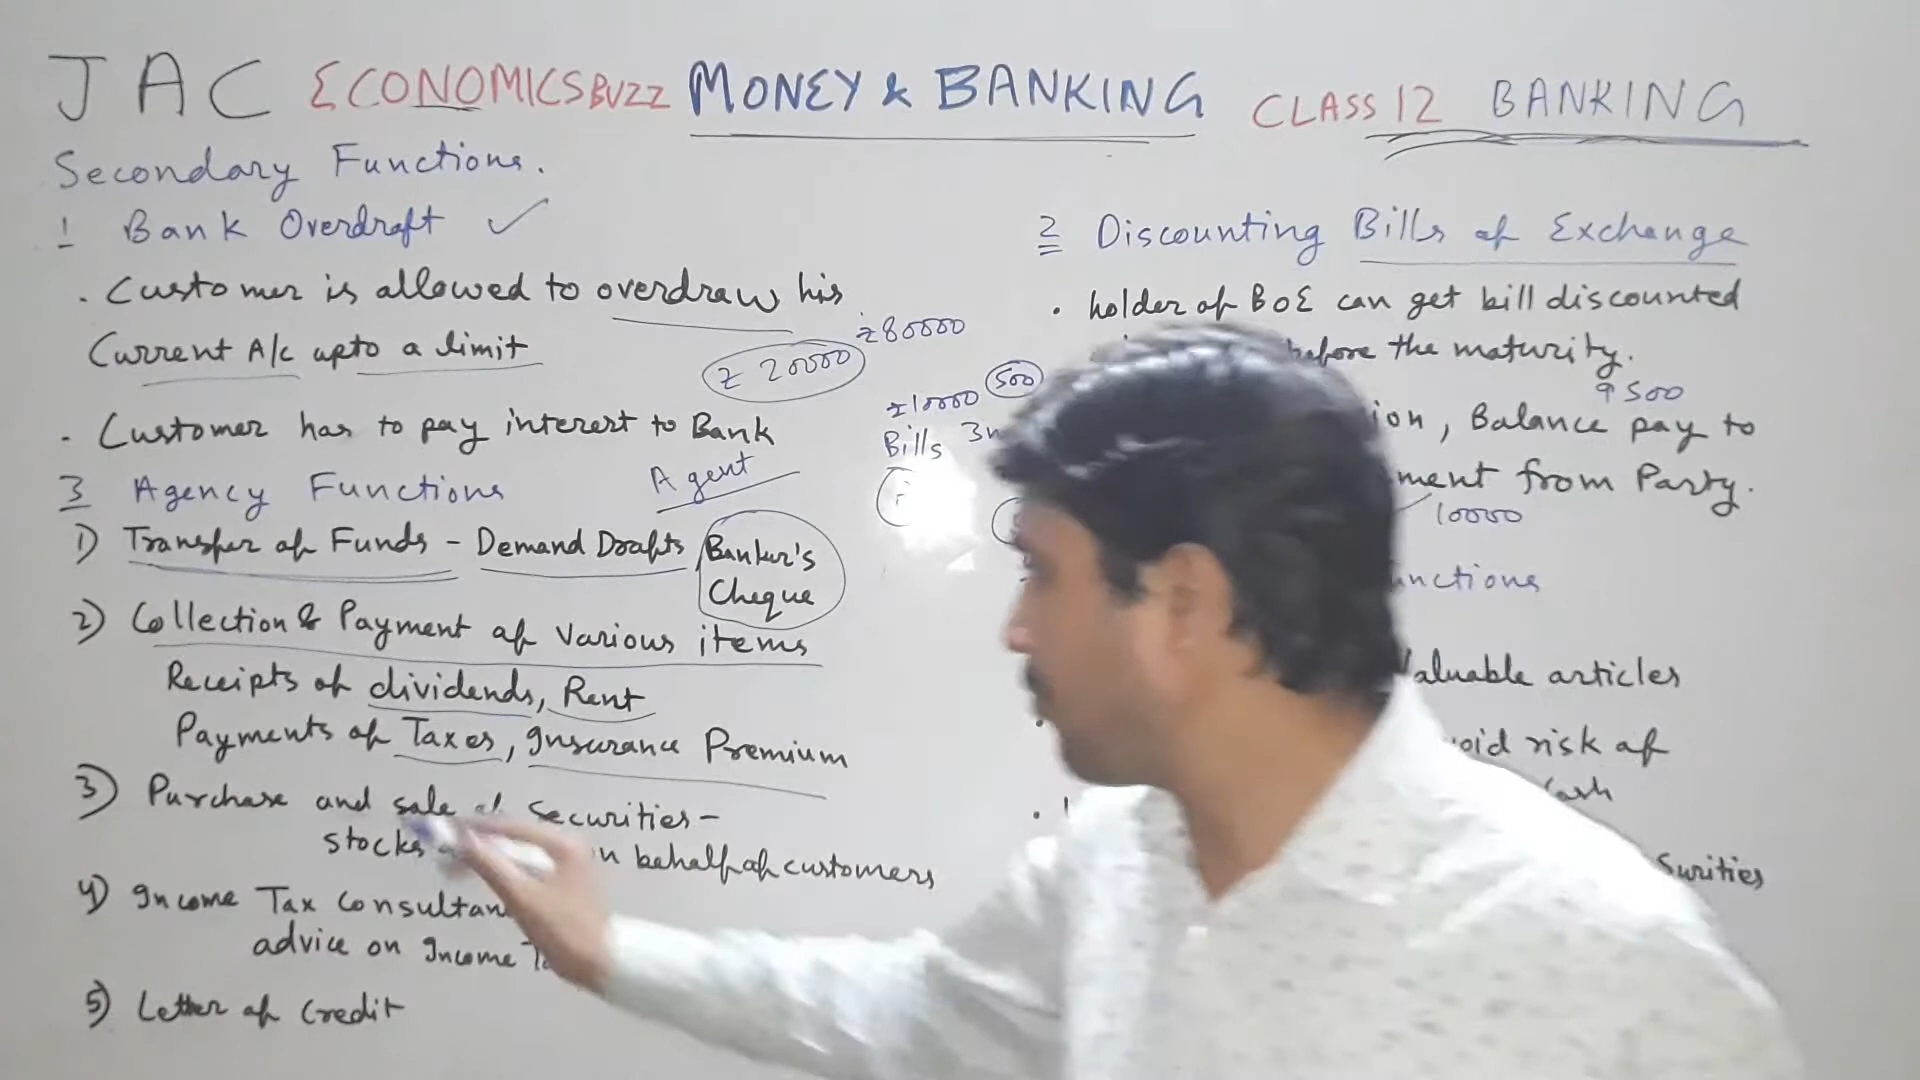 JAC ECONOMICSBUZZ MONEY & BANKING CLASS 12 BANKING
Secondary Functions.
1 Bank Overdraft ✓
. Customer is allowed to overdraw his
Current A/c upto a limit
₹ 20000 ₹80000
. Customer has to pay interest to Bank
3 Agency Functions Agent
1) Transfer of Funds - Demand Drafts Banker's
Cheque
2) Collection & Payment of various items
Receipts of dividends, Rent
Payments of Taxes, Insurance Premium
3) Purchase and sale of Securities-
stocks behalf of customers
4) Income Tax Consultan
advice on Income
5) Letter of Credit
₹10000 500
Bills
2 Discounting Bills of Exchange
. holder of BOE can get bill discounted
before the maturity.
9500
, Balance pay to
from Party.
10000
Functions
Valuable articles
risk of
Cash